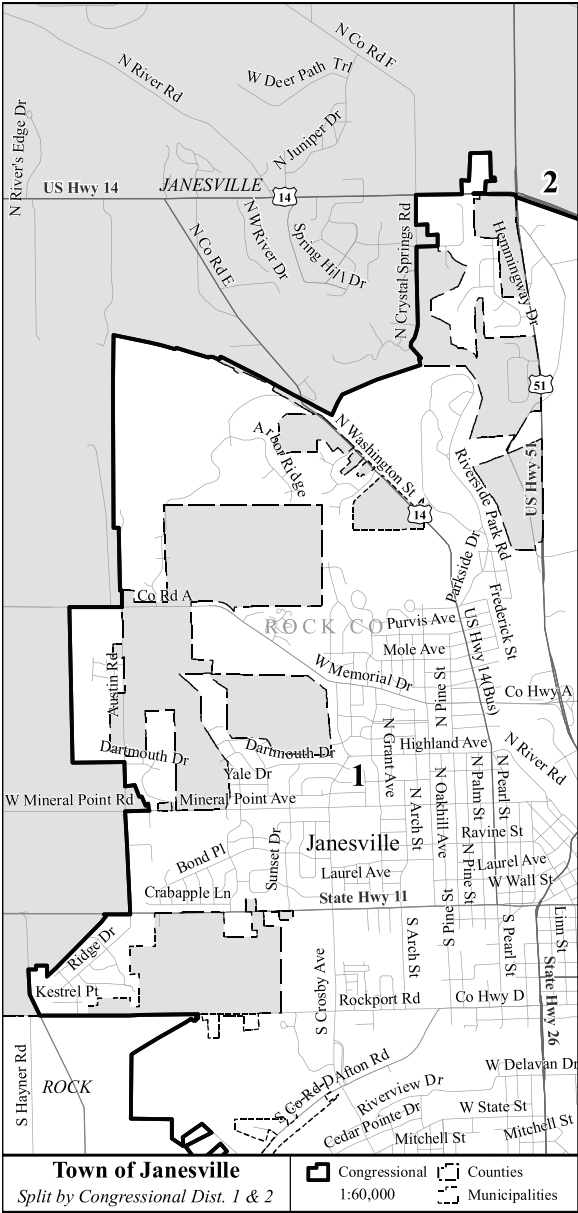 N Co Rd F
N River Rd
W Deer Path Trl
N River's Edge Dr
N Juniper Dr
US Hwy 14
JANESVILLE
14
2
N Co Rd E
N W River Dr
Spring Hill Dr
N Crystal Springs Rd
Hemmingway Dr
51
N Washington St
Arbor Ridge
14
Riverside Park Rd
US Hwy 51
Parkside Dr
Frederick St
Co Rd A
ROCK CO
Purvis Ave
Mole Ave
US Hwy 14(Bus)
W Memorial Dr
N Pine St
Co Hwy A
Austin Rd
Dartmouth Dr
Dartmouth Dr
N Grant Ave
Highland Ave
N River Rd
Yale Dr
1
W Mineral Point Rd
Mineral Point Ave
N Arch St
N Oakhill Ave
N Palm St
N Pearl St
Ravine St
Janesville
Bond Pl
Sunset Dr
N Pine St
Laurel Ave
Laurel Ave
W Wall St
Crabapple Ln
State Hwy 11
S Pine St
Linn St
Ridge Dr
S Arch St
S Pearl St
Kestrel Pt
S Crosby Ave
Rockport Rd
Co Hwy D
State Hwy 26
S Hayner Rd
ROCK
S Co Rd D
Afton Rd
W Delavan Dr
Riverview Dr
W State St
Cedar Pointe Dr
Mitchell St
Mitchell St
Town of Janesville
Split by Congressional Dist. 1 & 2
Congressional
Counties
1:60,000
Municipalities